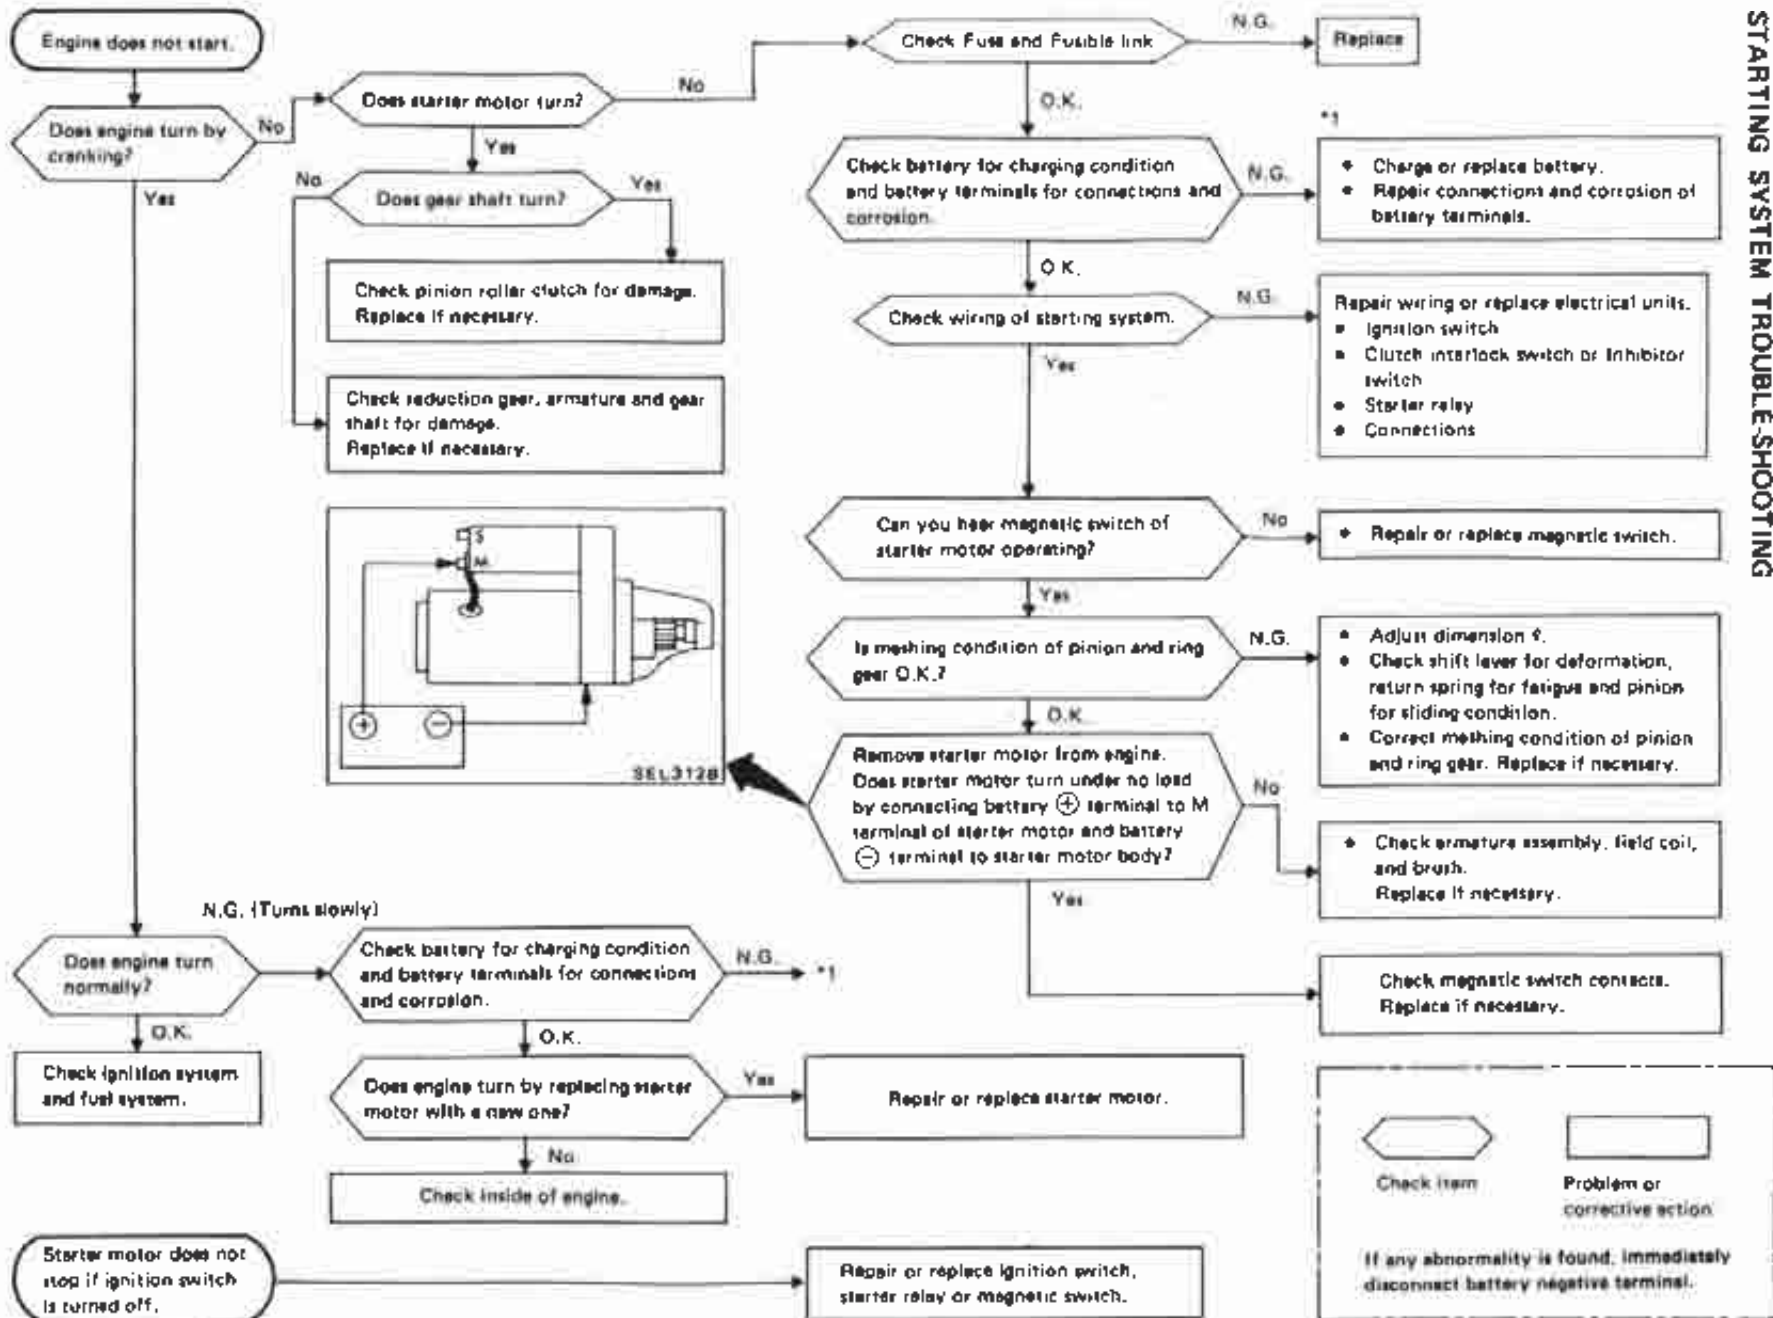 STARTING SYSTEM TROUBLE-SHOOTING
Engine does not start.
Does engine turn by
cranking?
No
Yes
Does starter motor turn?
No
Yes
Does gear shaft turn?
No
Yes
Check pinion roller clutch for damage.
Replace if necessary.
Check reduction gear, armature and gear
shaft for damage.
Replace if necessary.
S
M
+
−
SEL312B
Check Fuse and Fusible link
N.G.
Replace
O.K.
Check battery for charging condition
and battery terminals for connections and
corrosion.
N.G.
*1
• Charge or replace battery.
• Repair connections and corrosion of
battery terminals.
O.K.
Check wiring of starting system.
N.G.
Repair wiring or replace electrical units.
• Ignition switch
• Clutch interlock switch or Inhibitor
switch
• Starter relay
• Connections
Yes
Can you hear magnetic switch of
starter motor operating?
No
• Repair or replace magnetic switch.
Yes
Is meshing condition of pinion and ring
gear O.K.?
N.G.
• Adjust dimension
• Check shift lever for deformation,
return spring for fatigue and pinion
for sliding condition.
• Correct meshing condition of pinion
and ring gear. Replace if necessary.
O.K.
Remove starter motor from engine.
Does starter motor turn under no load
by connecting battery ⊕ terminal to M
terminal of starter motor and battery
⊖ terminal to starter motor body?
No
• Check armature assembly, field coil,
and brush.
Replace if necessary.
Yes
Check magnetic switch contacts.
Replace if necessary.
Does engine turn
normally?
N.G. (Turns slowly)
Check battery for charging condition
and battery terminals for connections
and corrosion.
N.G.
*1
O.K.
Check ignition system
and fuel system.
O.K.
Does engine turn by replacing starter
motor with a new one?
Yes
Repair or replace starter motor.
No
Check inside of engine.
Starter motor does not
stop if ignition switch
is turned off.
Repair or replace ignition switch,
starter relay or magnetic switch.
Check item
Problem or
corrective action
If any abnormality is found, immediately
disconnect battery negative terminal.